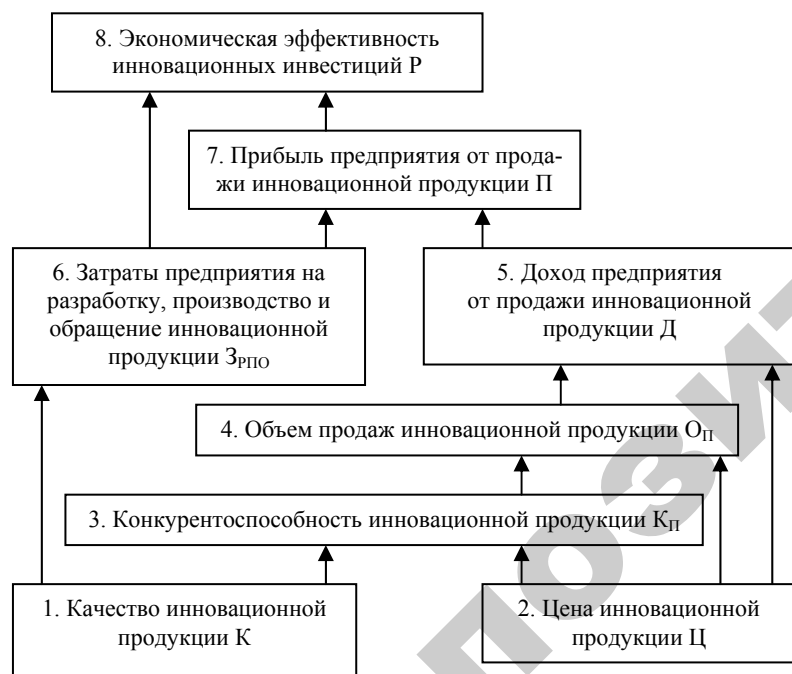 8. Экономическая эффективность
инновационных инвестиций Р
7. Прибыль предприятия от прода-
жи инновационной продукции П
6. Затраты предприятия на
разработку, производство и
обращение инновационной
продукции ЗРПО
5. Доход предприятия
от продажи инновационной
продукции Д
4. Объем продаж инновационной продукции ОП
3. Конкурентоспособность инновационной продукции КП
1. Качество инновационной
продукции К
2. Цена инновационной
продукции Ц
позит